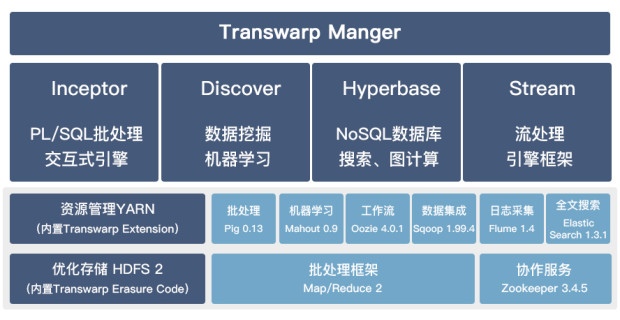 Transwarp Manger
Inceptor
PL/SQL批处理
交互式引擎
Discover
数据挖掘
机器学习
Hyperbase
NoSQL数据库
搜索、图计算
Stream
流处理
引擎框架
资源管理YARN
（内置Transwarp Extension）
批处理
Pig 0.13
机器学习
Mahout 0.9
工作流
Oozie 4.0.1
数据集成
Sqoop 1.99.4
日志采集
Flume 1.4
全文搜索
Elastic
Search 1.3.1
优化存储 HDFS 2
（内置Transwarp Erasure Code）
批处理框架
Map/Reduce 2
协作服务
Zookeeper 3.4.5